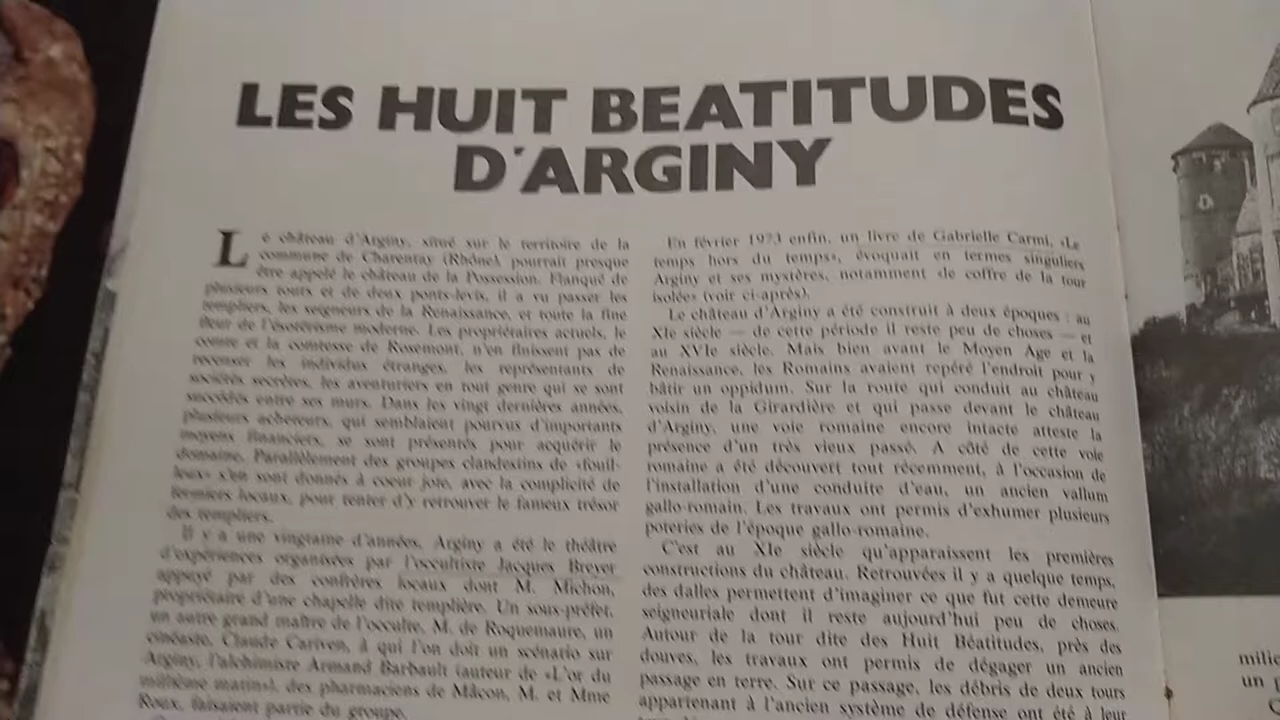 LES HUIT BEATITUDES
D'ARGINY
Le château d'Arginy, situé sur le territoire de la
commune de Charentay (Rhône), pourrait presque
être appelé le château de la Possession. Flanqué de
plusieurs tours et de deux ponts-levis, il a vu passer les
templiers, les seigneurs de la Renaissance, et toute la fine
fleur de l'ésotérisme moderne. Les propriétaires actuels, le
comte et la comtesse de Rosemont, n'en finissent pas de
recenser les individus étranges, les représentants de
sociétés secrètes, les aventuriers en tout genre qui se sont
succédés entre ses murs. Dans les vingt dernières années,
plusieurs acheteurs, qui semblaient pourvus d'importants
moyens financiers, se sont présentés pour acquérir le
domaine. Parallèlement des groupes clandestins de «fouil-
leux» s'en sont donnés à coeur joie, avec la complicité de
fermiers locaux, pour tenter d'y retrouver le fameux trésor
des templiers.
Il y a une vingtaine d'années, Arginy a été le théâtre
d'expériences organisées par l'occultiste Jacques Breyer
appuyé par des confrères locaux dont M. Michon,
propriétaire d'une chapelle dite templière. Un sous-préfet,
un autre grand maître de l'occulte, M. de Roquemaure, un
cinéaste, Claude Cariven, à qui l'on doit un scénario sur
Arginy, l'alchimiste Armand Barbault (auteur de «L'or du
millième matin»), des pharmaciens de Mâcon, M. et Mme
Roux, faisaient partie du groupe.
En février 1973 enfin, un livre de Gabrielle Carmi, «Le
temps hors du temps», évoquait en termes singuliers
Arginy et ses mystères, notamment de coffre de la tour
isolée» (voir ci-après).
Le château d'Arginy a été construit à deux époques : au
XIe siècle — de cette période il reste peu de choses — et
au XVIe siècle. Mais bien avant le Moyen Age et la
Renaissance, les Romains avaient repéré l'endroit pour y
bâtir un oppidum. Sur la route qui conduit au château
voisin de la Girardière et qui passe devant le château
d'Arginy, une voie romaine encore intacte atteste la
présence d'un très vieux passé. A côté de cette voie
romaine a été découvert tout récemment, à l'occasion de
l'installation d'une conduite d'eau, un ancien vallum
gallo-romain. Les travaux ont permis d'exhumer plusieurs
poteries de l'époque gallo-romaine.
C'est au XIe siècle qu'apparaissent les premières
constructions du château. Retrouvées il y a quelque temps,
des dalles permettent d'imaginer ce que fut cette demeure
seigneuriale dont il reste aujourd'hui peu de choses.
Autour de la tour dite des Huit Béatitudes, près des
douves, les travaux ont permis de dégager un ancien
passage en terre. Sur ce passage, les débris de deux tours
appartenant à l'ancien système de défense ont été à leur
milie
un